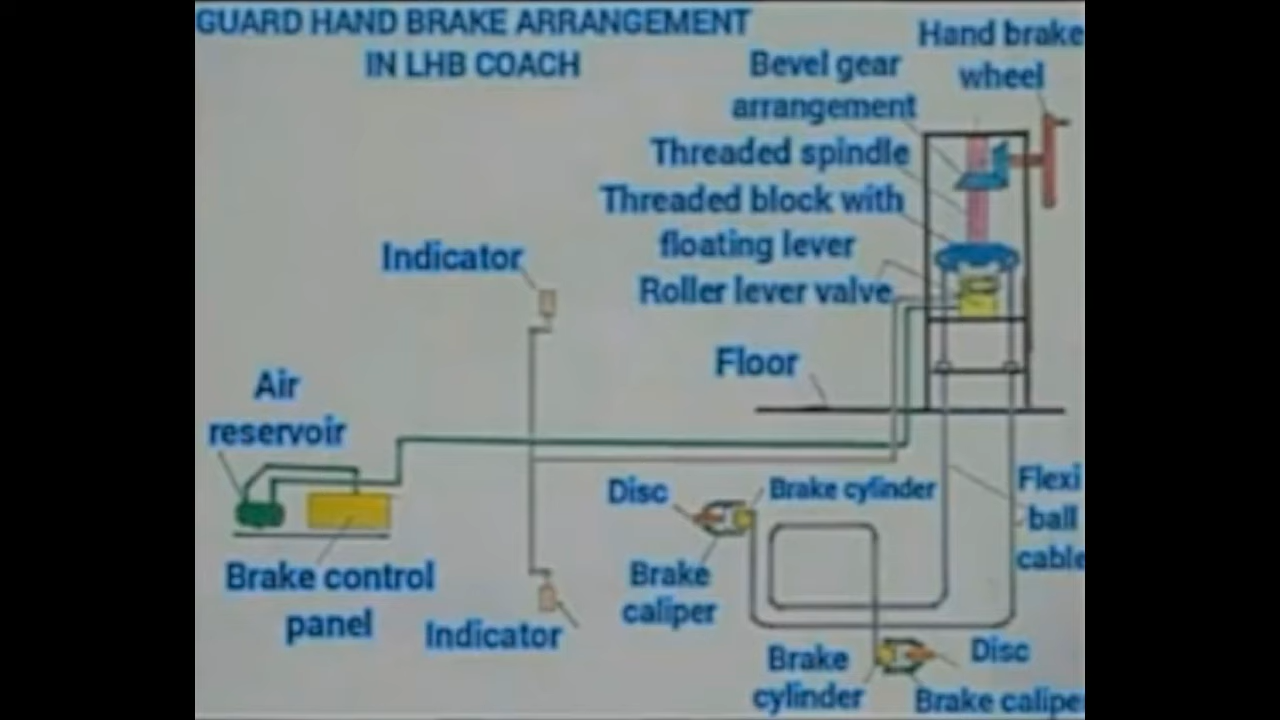 GUARD HAND BRAKE ARRANGEMENT
IN LHB COACH
Hand brake
wheel
Bevel gear
arrangement
Threaded spindle
Threaded block with
floating lever
Roller lever valve
Indicator
Floor
Air
reservoir
Disc
Brake cylinder
Flexi
ball
cable
Brake control
panel
Brake
caliper
Indicator
Brake
cylinder
Disc
Brake caliper